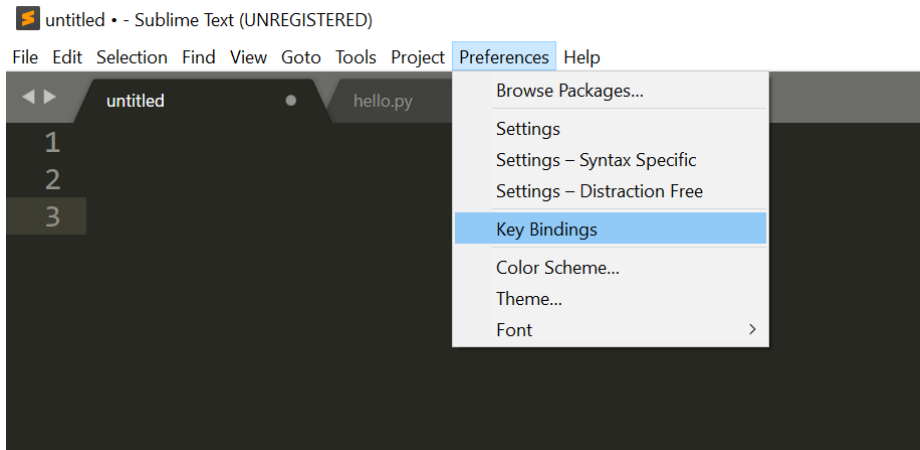 untitled • - Sublime Text (UNREGISTERED)
File Edit Selection Find View Goto Tools Project Preferences Help
untitled hello.py
Browse Packages...
Settings
Settings – Syntax Specific
Settings – Distraction Free
Key Bindings
Color Scheme...
Theme...
Font
1
2
3